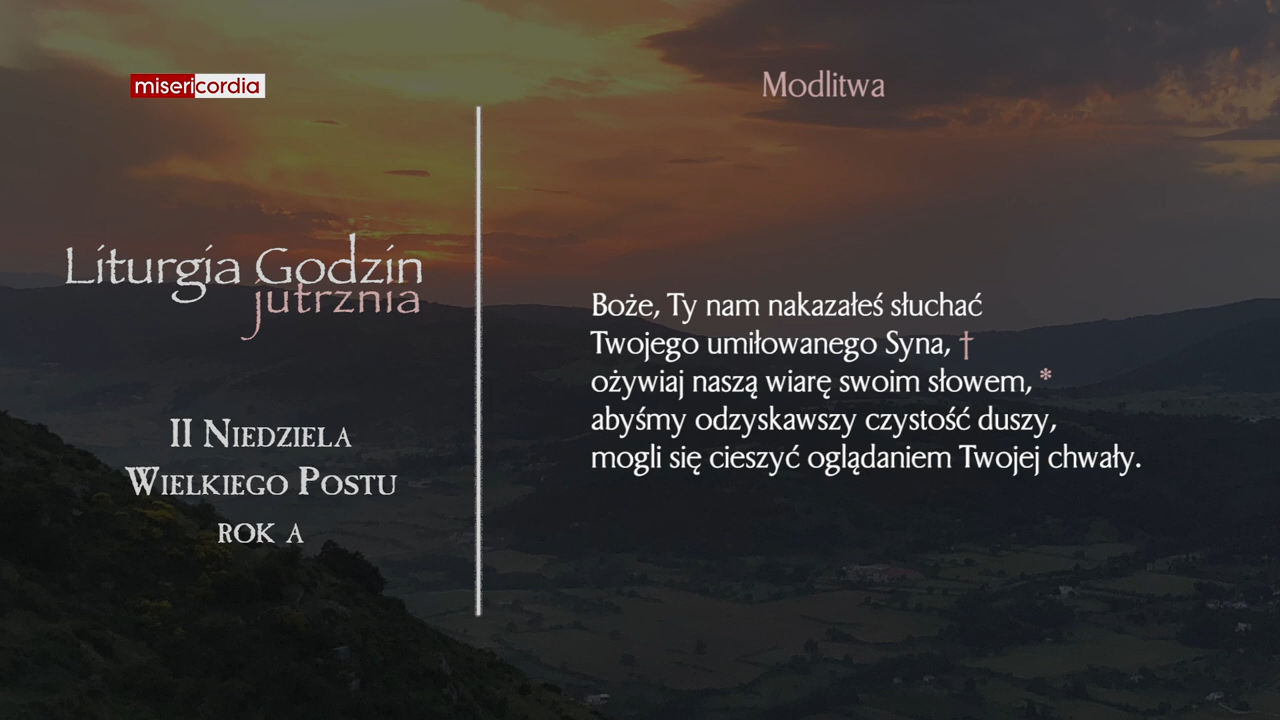 misericordia
Liturgia Godzin
jutrznia
II Niedziela
Wielkiego Postu
rok a
Modlitwa
Boże, Ty nam nakazałeś słuchać
Twojego umiłowanego Syna, †
ożywiaj naszą wiarę swoim słowem, *
abyśmy odzyskawszy czystość duszy,
mogli się cieszyć oglądaniem Twojej chwały.